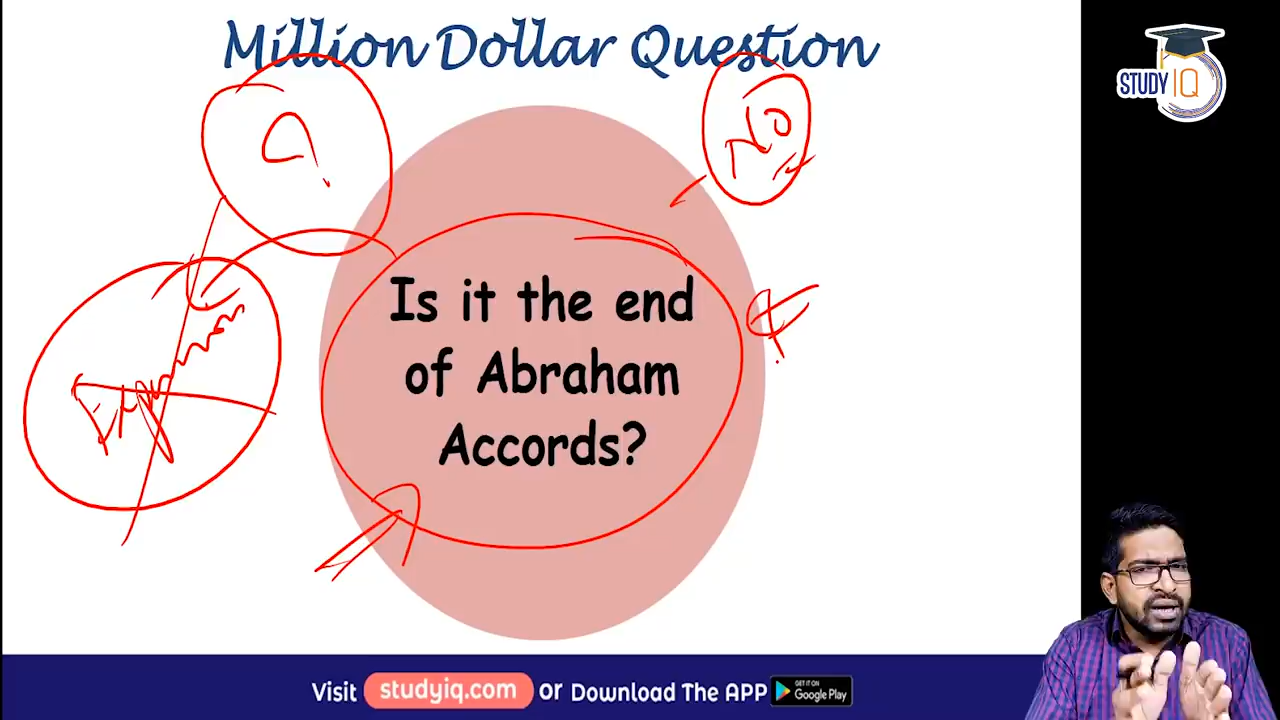 Million Dollar Question
STUDY IQ
?
No
Is it the end
of Abraham
Accords?
Visit studyiq.com or Download The APP GET IT ON Google Play